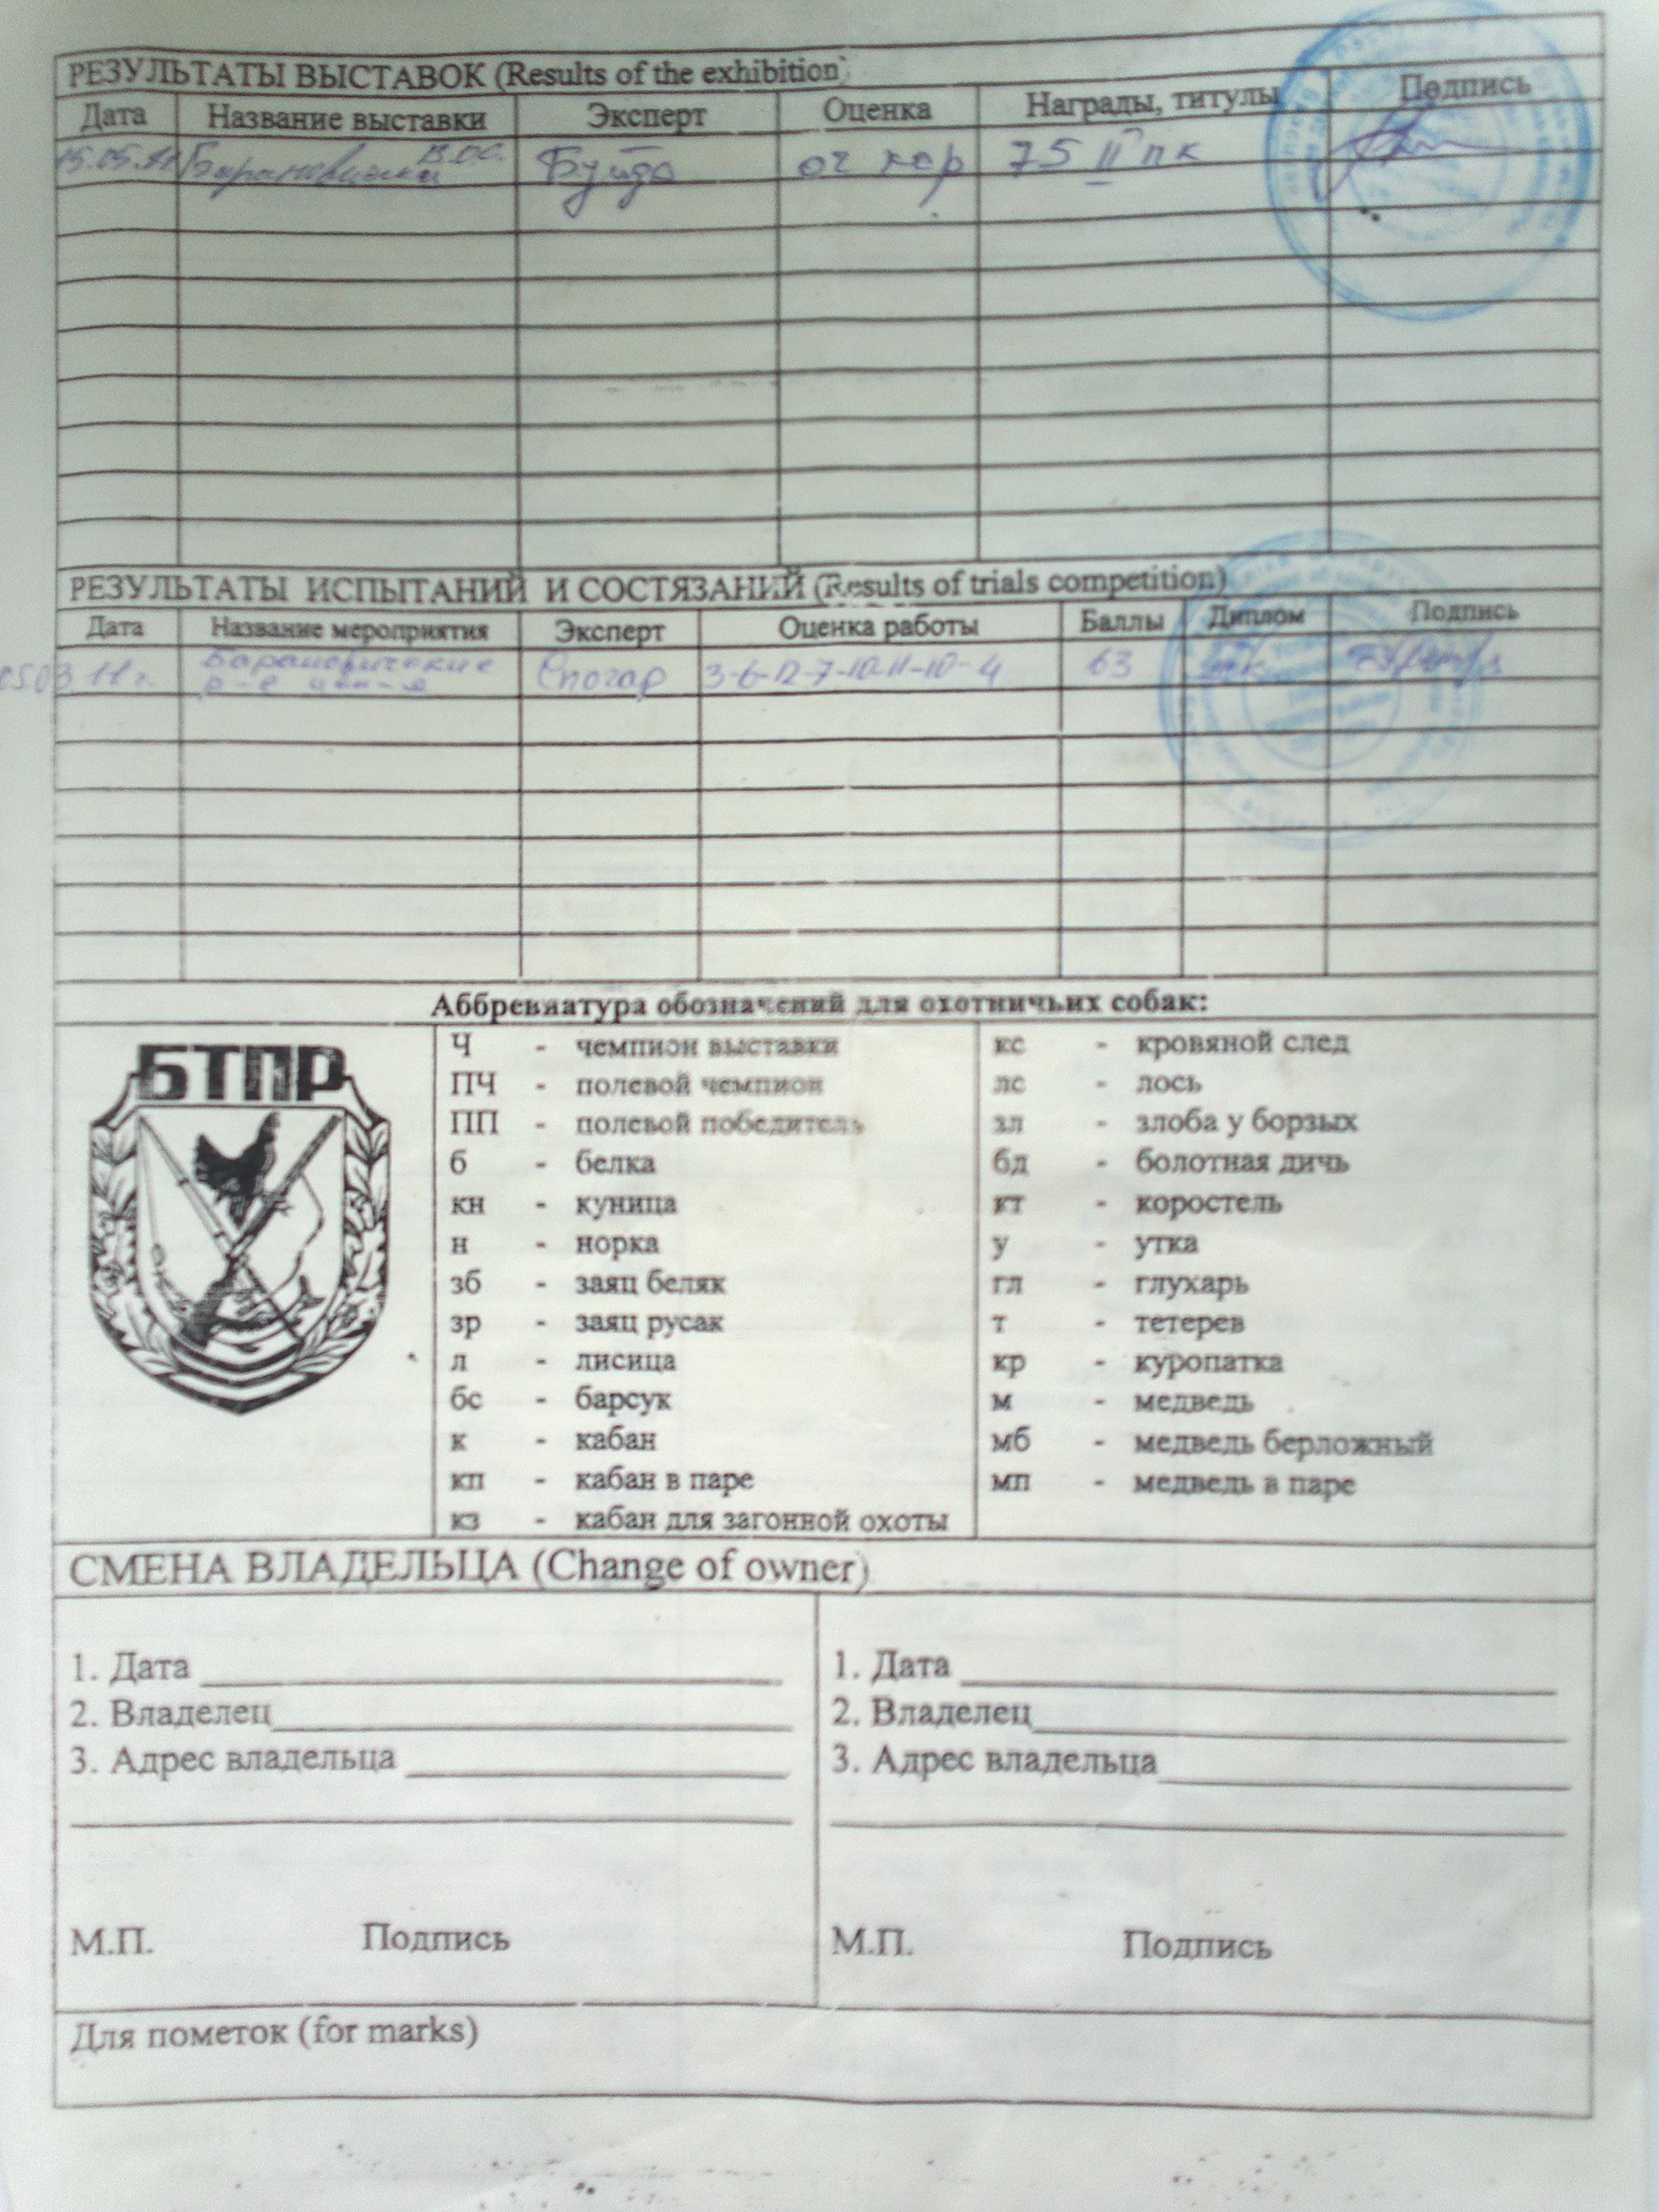 РЕЗУЛЬТАТЫ ВЫСТАВОК (Results of the exhibition)
Дата Название выставки Эксперт Оценка Награды, титулы Подпись
15.05.11 В.О.С. Буйдо оч хор 75 II пк
РЕЗУЛЬТАТЫ ИСПЫТАНИЙ И СОСТЯЗАНИЙ (Results of trials competition)
Дата Название мероприятия Эксперт Оценка работы Баллы Диплом Подпись
05.03.11г. Барановичские Спогар 3-6-12-7-10-11-10-4 63
Аббревиатура обозначений для охотничьих собак:
БТПР
Ч - чемпион выставки
ПЧ - полевой чемпион
ПП - полевой победитель
б - белка
кн - куница
н - норка
зб - заяц беляк
зр - заяц русак
л - лисица
бс - барсук
к - кабан
кп - кабан в паре
кз - кабан для загонной охоты
кс - кровяной след
лс - лось
зл - злоба у борзых
бд - болотная дичь
кт - коростель
у - утка
гл - глухарь
т - тетерев
кр - куропатка
м - медведь
мб - медведь берложный
мп - медведь в паре
СМЕНА ВЛАДЕЛЬЦА (Change of owner)
1. Дата
2. Владелец
3. Адрес владельца
М.П. Подпись
1. Дата
2. Владелец
3. Адрес владельца
М.П. Подпись
Для пометок (for marks)